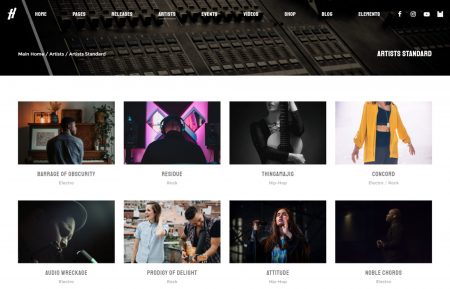 HOME PAGES RELEASES ARTISTS EVENTS VIDEOS SHOP BLOG ELEMENTS
Main Home / Artists / Artists Standard
ARTISTS STANDARD
BARRAGE OF OBSCURITY RESIDUE THINGAMAJIG CONCORD
Electro Rock Hip-Hop Electro / Rock
AUDIO WRECKAGE PRODIGY OF DELIGHT ATTITUDE NOBLE CHORDS
Electro Rock Hip-Hop Electro